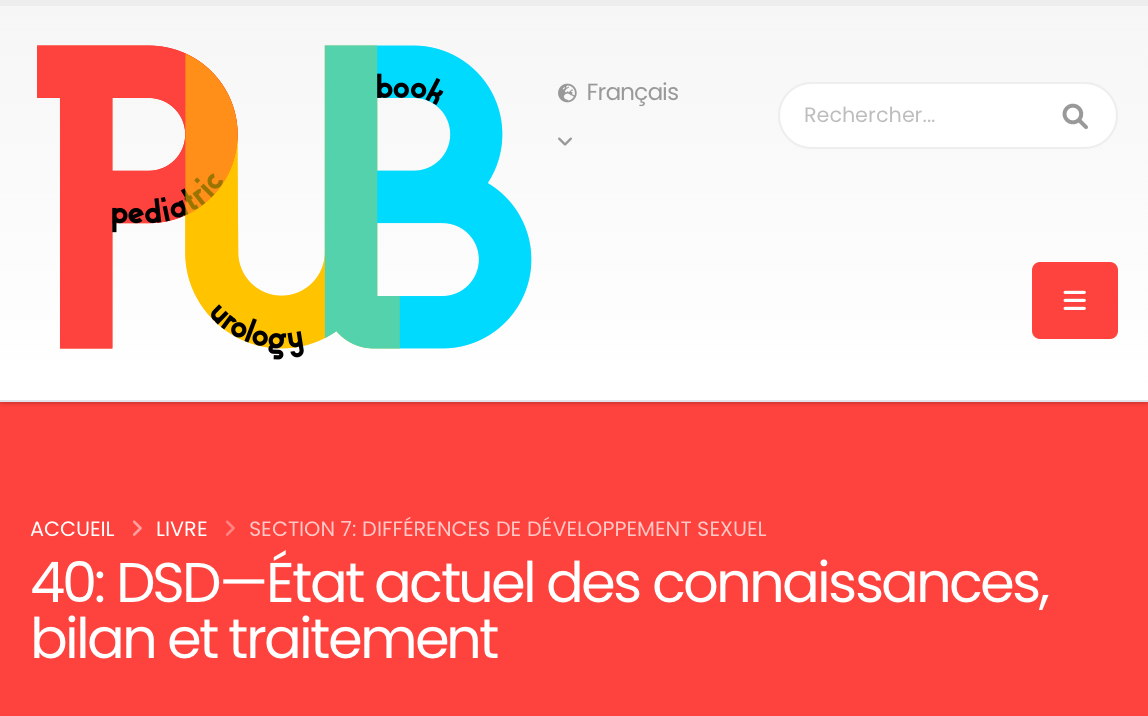 pediatric
urology
book
Français
Rechercher...
ACCUEIL
LIVRE
SECTION 7: DIFFÉRENCES DE DÉVELOPPEMENT SEXUEL
40: DSD—État actuel des connaissances,
bilan et traitement